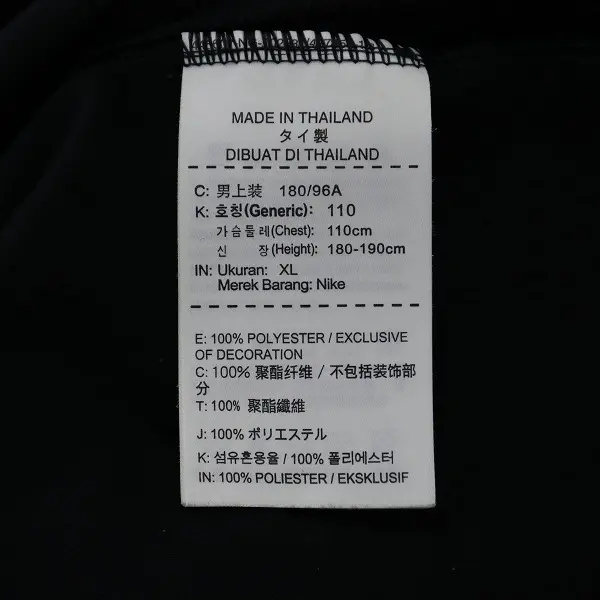 MADE IN THAILAND
タイ製
DIBUAT DI THAILAND
C: 男上装 180/96A
K: 호칭(Generic): 110
가슴둘레(Chest): 110cm
신 장(Height): 180-190cm
IN: Ukuran: XL
Merek Barang: Nike
E: 100% POLYESTER / EXCLUSIVE
OF DECORATION
C: 100% 聚酯纤维 / 不包括装饰部
分
T: 100% 聚酯纖維
J: 100% ポリエステル
K: 섬유혼용율 / 100% 폴리에스터
IN: 100% POLIESTER / EKSKLUSIF